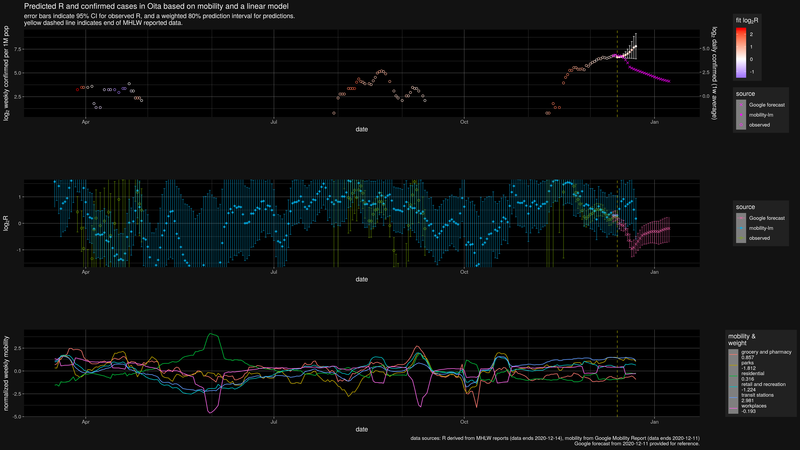 Predicted R and confirmed cases in Oita based on mobility and a linear model
error bars indicate 95% CI for observed R, and a weighted 80% prediction interval for predictions.
yellow dashed line indicates end of MHLW reported data.
log₂ weekly confirmed per 1M pop
7.5
5.0
2.5
5.0
2.5
0.0
log₂ daily confirmed (1w average)
Apr
Jul
Oct
Jan
date
fit log₂R
2
1
0
-1
source
Google forecast
mobility-lm
observed
log₂R
1
0
-1
Apr
Jul
Oct
Jan
date
source
Google forecast
mobility-lm
observed
normalized weekly mobility
2.5
0.0
-2.5
-5.0
Apr
Jul
Oct
Jan
date
mobility &
weight
grocery and pharmacy
0.857
parks
-1.812
residential
0.316
retail and recreation
-1.224
transit stations
2.981
workplaces
-0.193
data sources: R derived from MHLW reports (data ends 2020-12-14), mobility from Google Mobility Report (data ends 2020-12-11)
Google forecast from 2020-12-11 provided for reference.